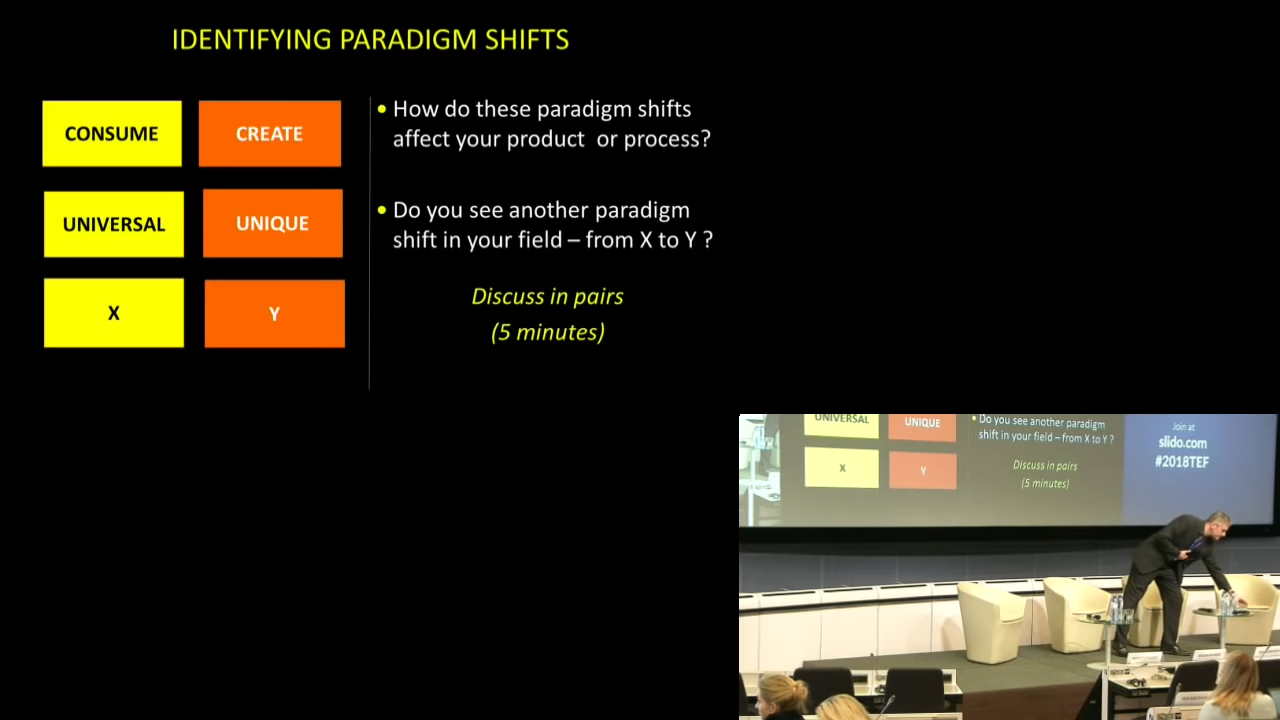 IDENTIFYING PARADIGM SHIFTS
CONSUME
CREATE
UNIVERSAL
UNIQUE
X
Y
• How do these paradigm shifts
affect your product  or process?
• Do you see another paradigm
shift in your field – from X to Y ?
Discuss in pairs
(5 minutes)
UNIVERSAL
UNIQUE
X
Y
• Do you see another paradigm
shift in your field – from X to Y ?
Discuss in pairs
(5 minutes)
Join at
slido.com
#2018TEF